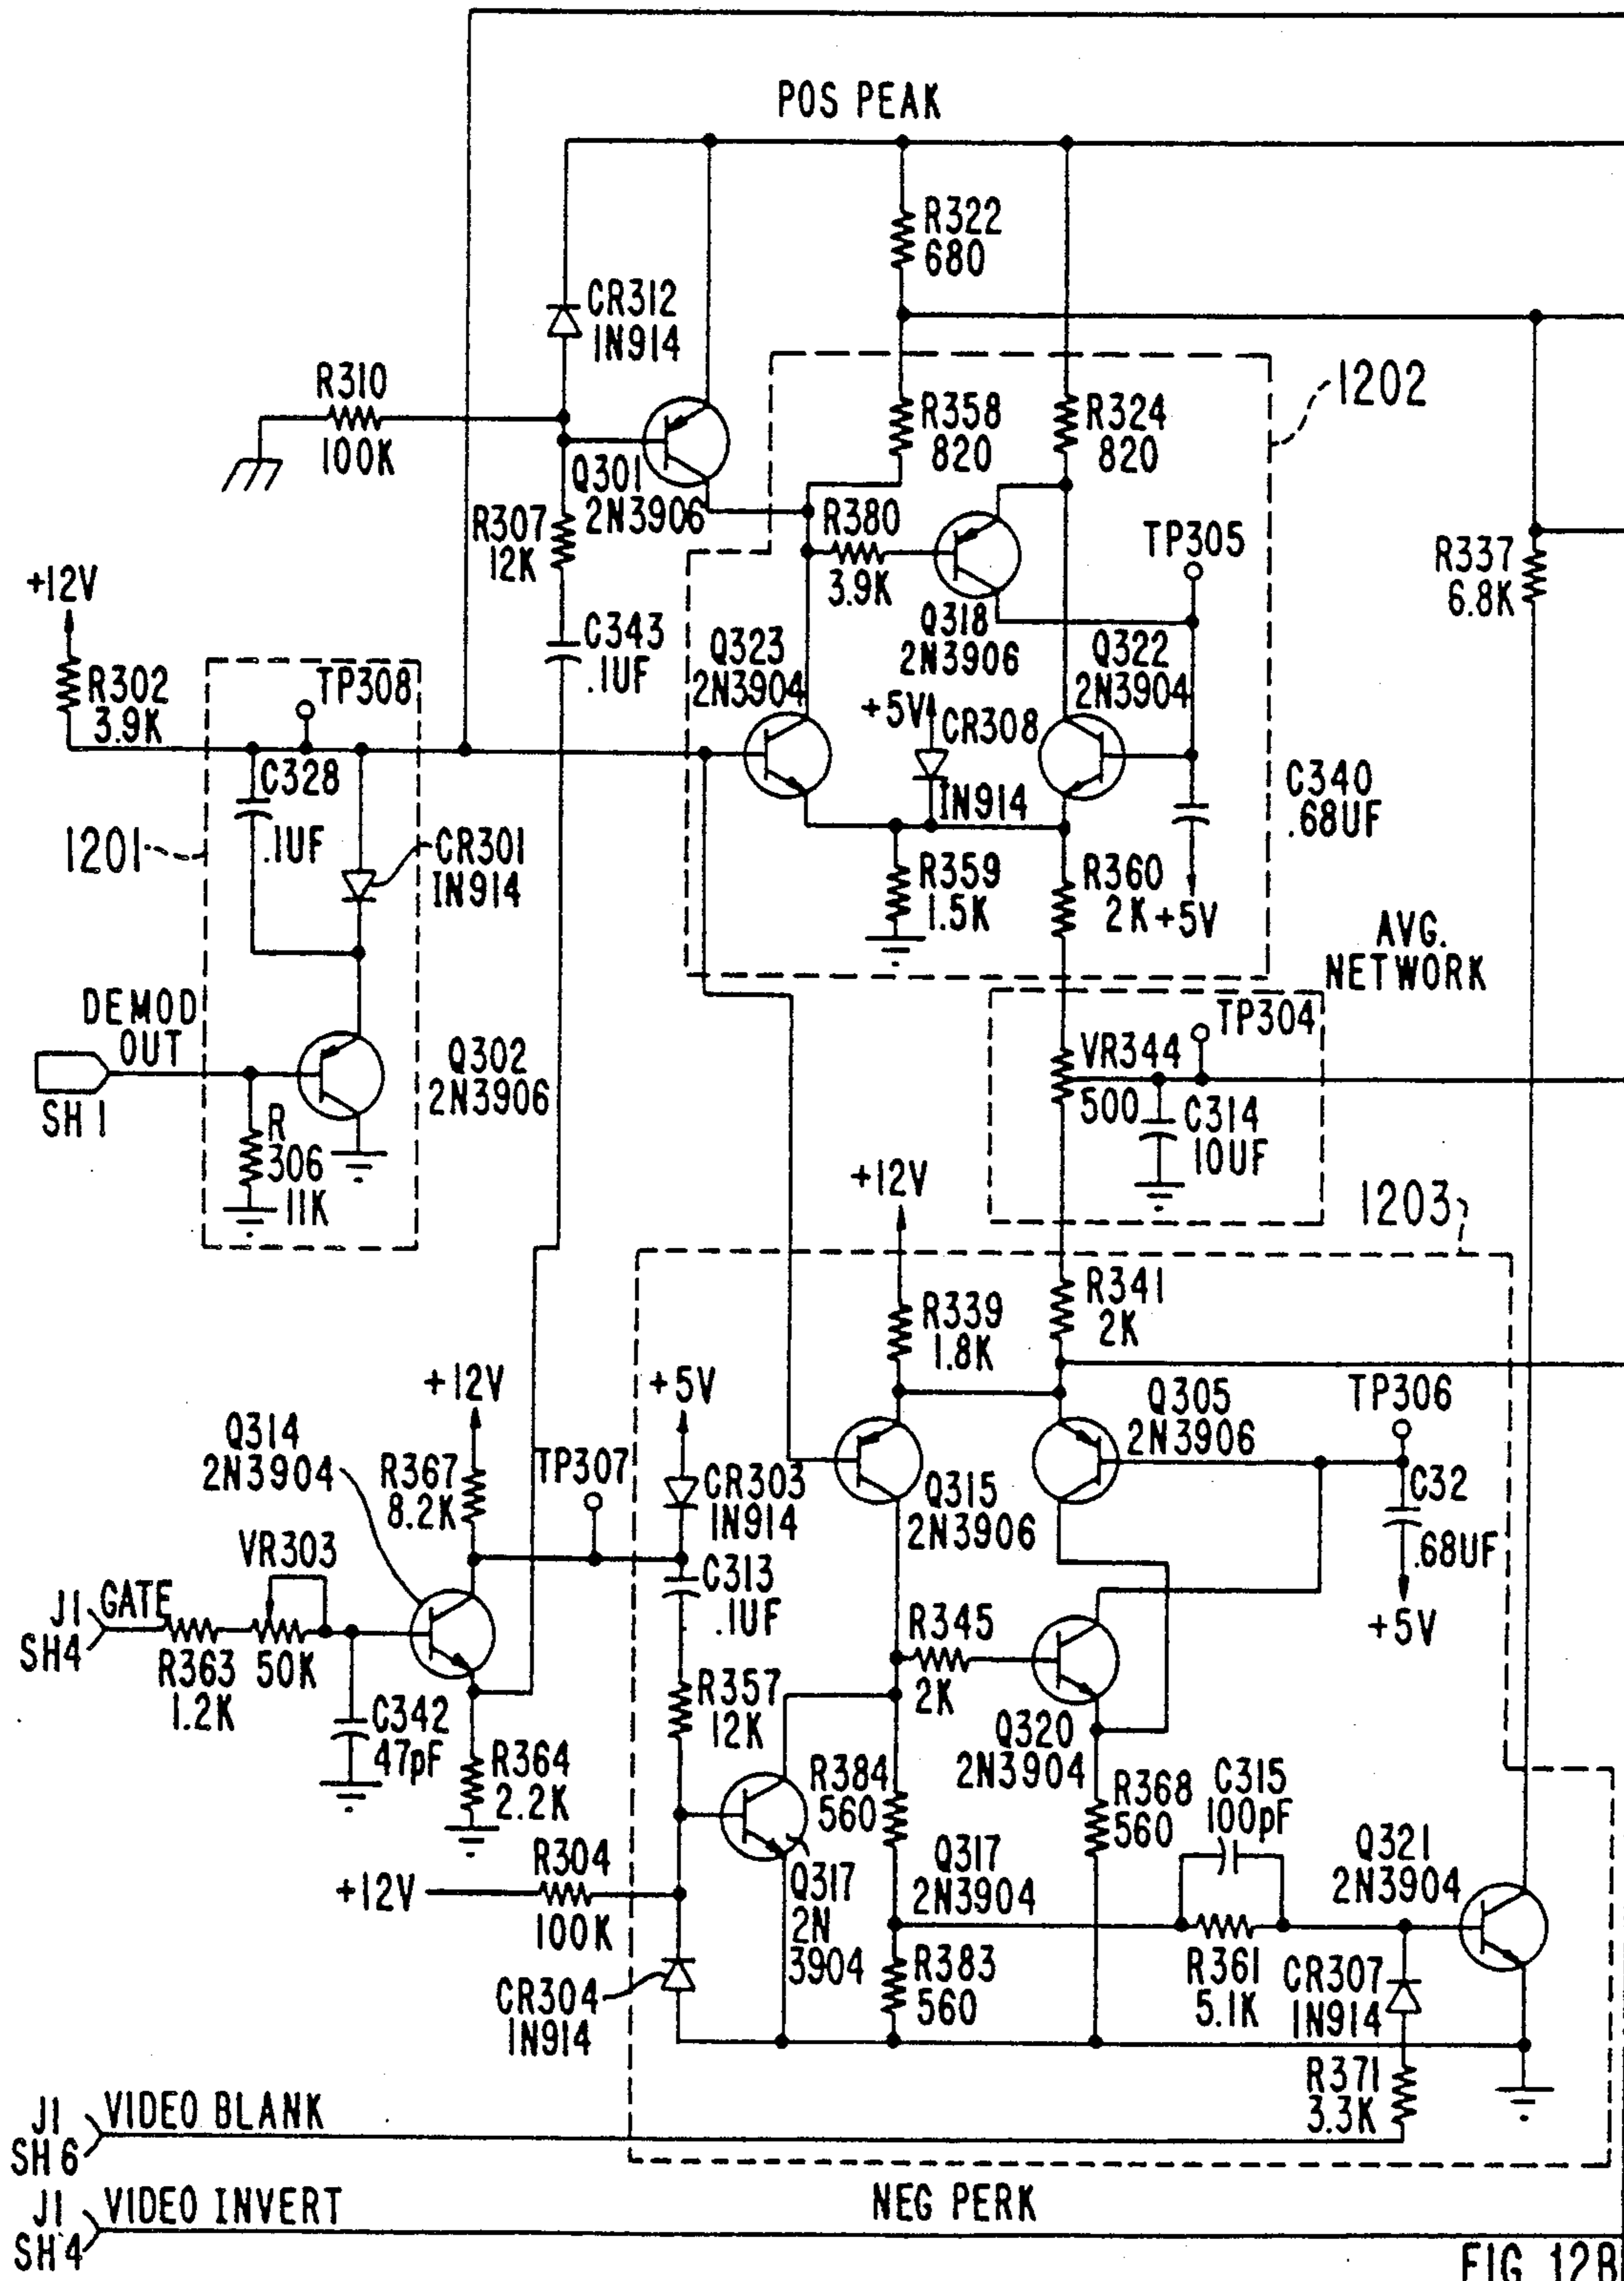 POS PEAK
R322
680
CR312
IN914
1202
R310
100K
R358
820
R324
820
Q301
2N3906
R307
12K
R380
3.9K
TP305
R337
6.8K
+12V
R302
3.9K
TP308
C343
.1UF
Q323
2N3904
Q318
2N3906
Q322
2N3904
+5V
CR308
IN914
C328
.1UF
1201
CR301
IN914
C340
.68UF
R359
1.5K
R360
2K
+5V
AVG.
NETWORK
DEMOD
OUT
SH 1
Q302
2N3906
R
306
11K
TP304
VR344
500
C314
10UF
+12V
1203
R339
1.8K
R341
2K
+12V
+5V
Q314
2N3904
R367
8.2K
TP307
CR303
IN914
Q315
2N3906
Q305
2N3906
TP306
C32
.68UF
+5V
VR303
50K
J1
SH4
GATE
R363
1.2K
C313
.1UF
R345
2K
C342
47pF
R364
2.2K
R357
12K
Q320
2N3904
R384
560
R368
560
C315
100pF
Q321
2N3904
R304
+12V
100K
Q317
2N
3904
Q317
2N3904
CR304
IN914
R383
560
R361
5.1K
CR307
IN914
R371
3.3K
J1
SH 6
VIDEO BLANK
J1
SH 4
VIDEO INVERT
NEG PERK
FIG 12B